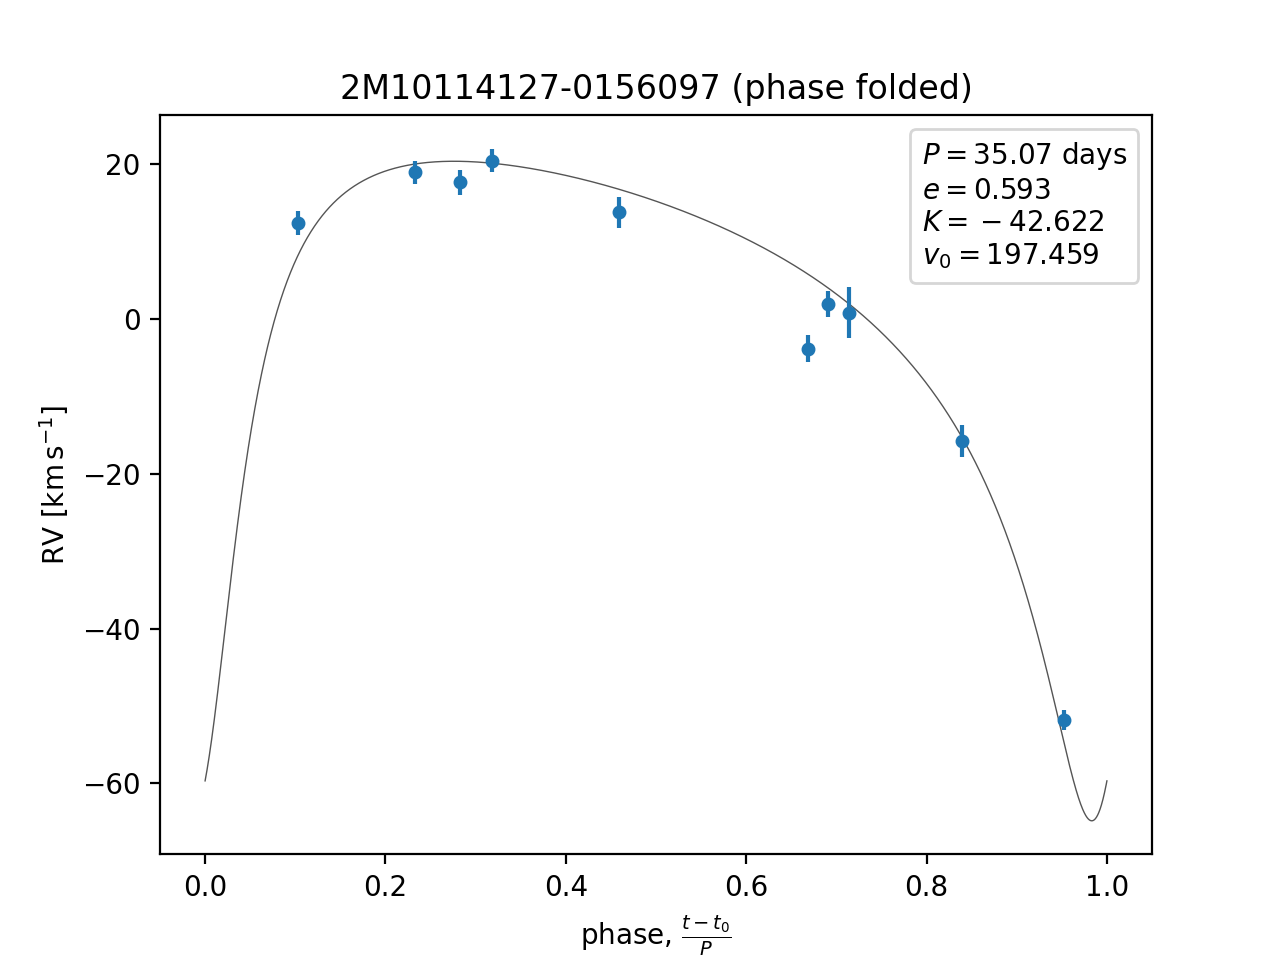 2M10114127-0156097 (phase folded)
P = 35.07 days
e = 0.593
K = −42.622
v₀ = 197.459
20
0
−20
−40
−60
RV [km s⁻¹]
0.0 0.2 0.4 0.6 0.8 1.0
phase, (t − t₀)/P